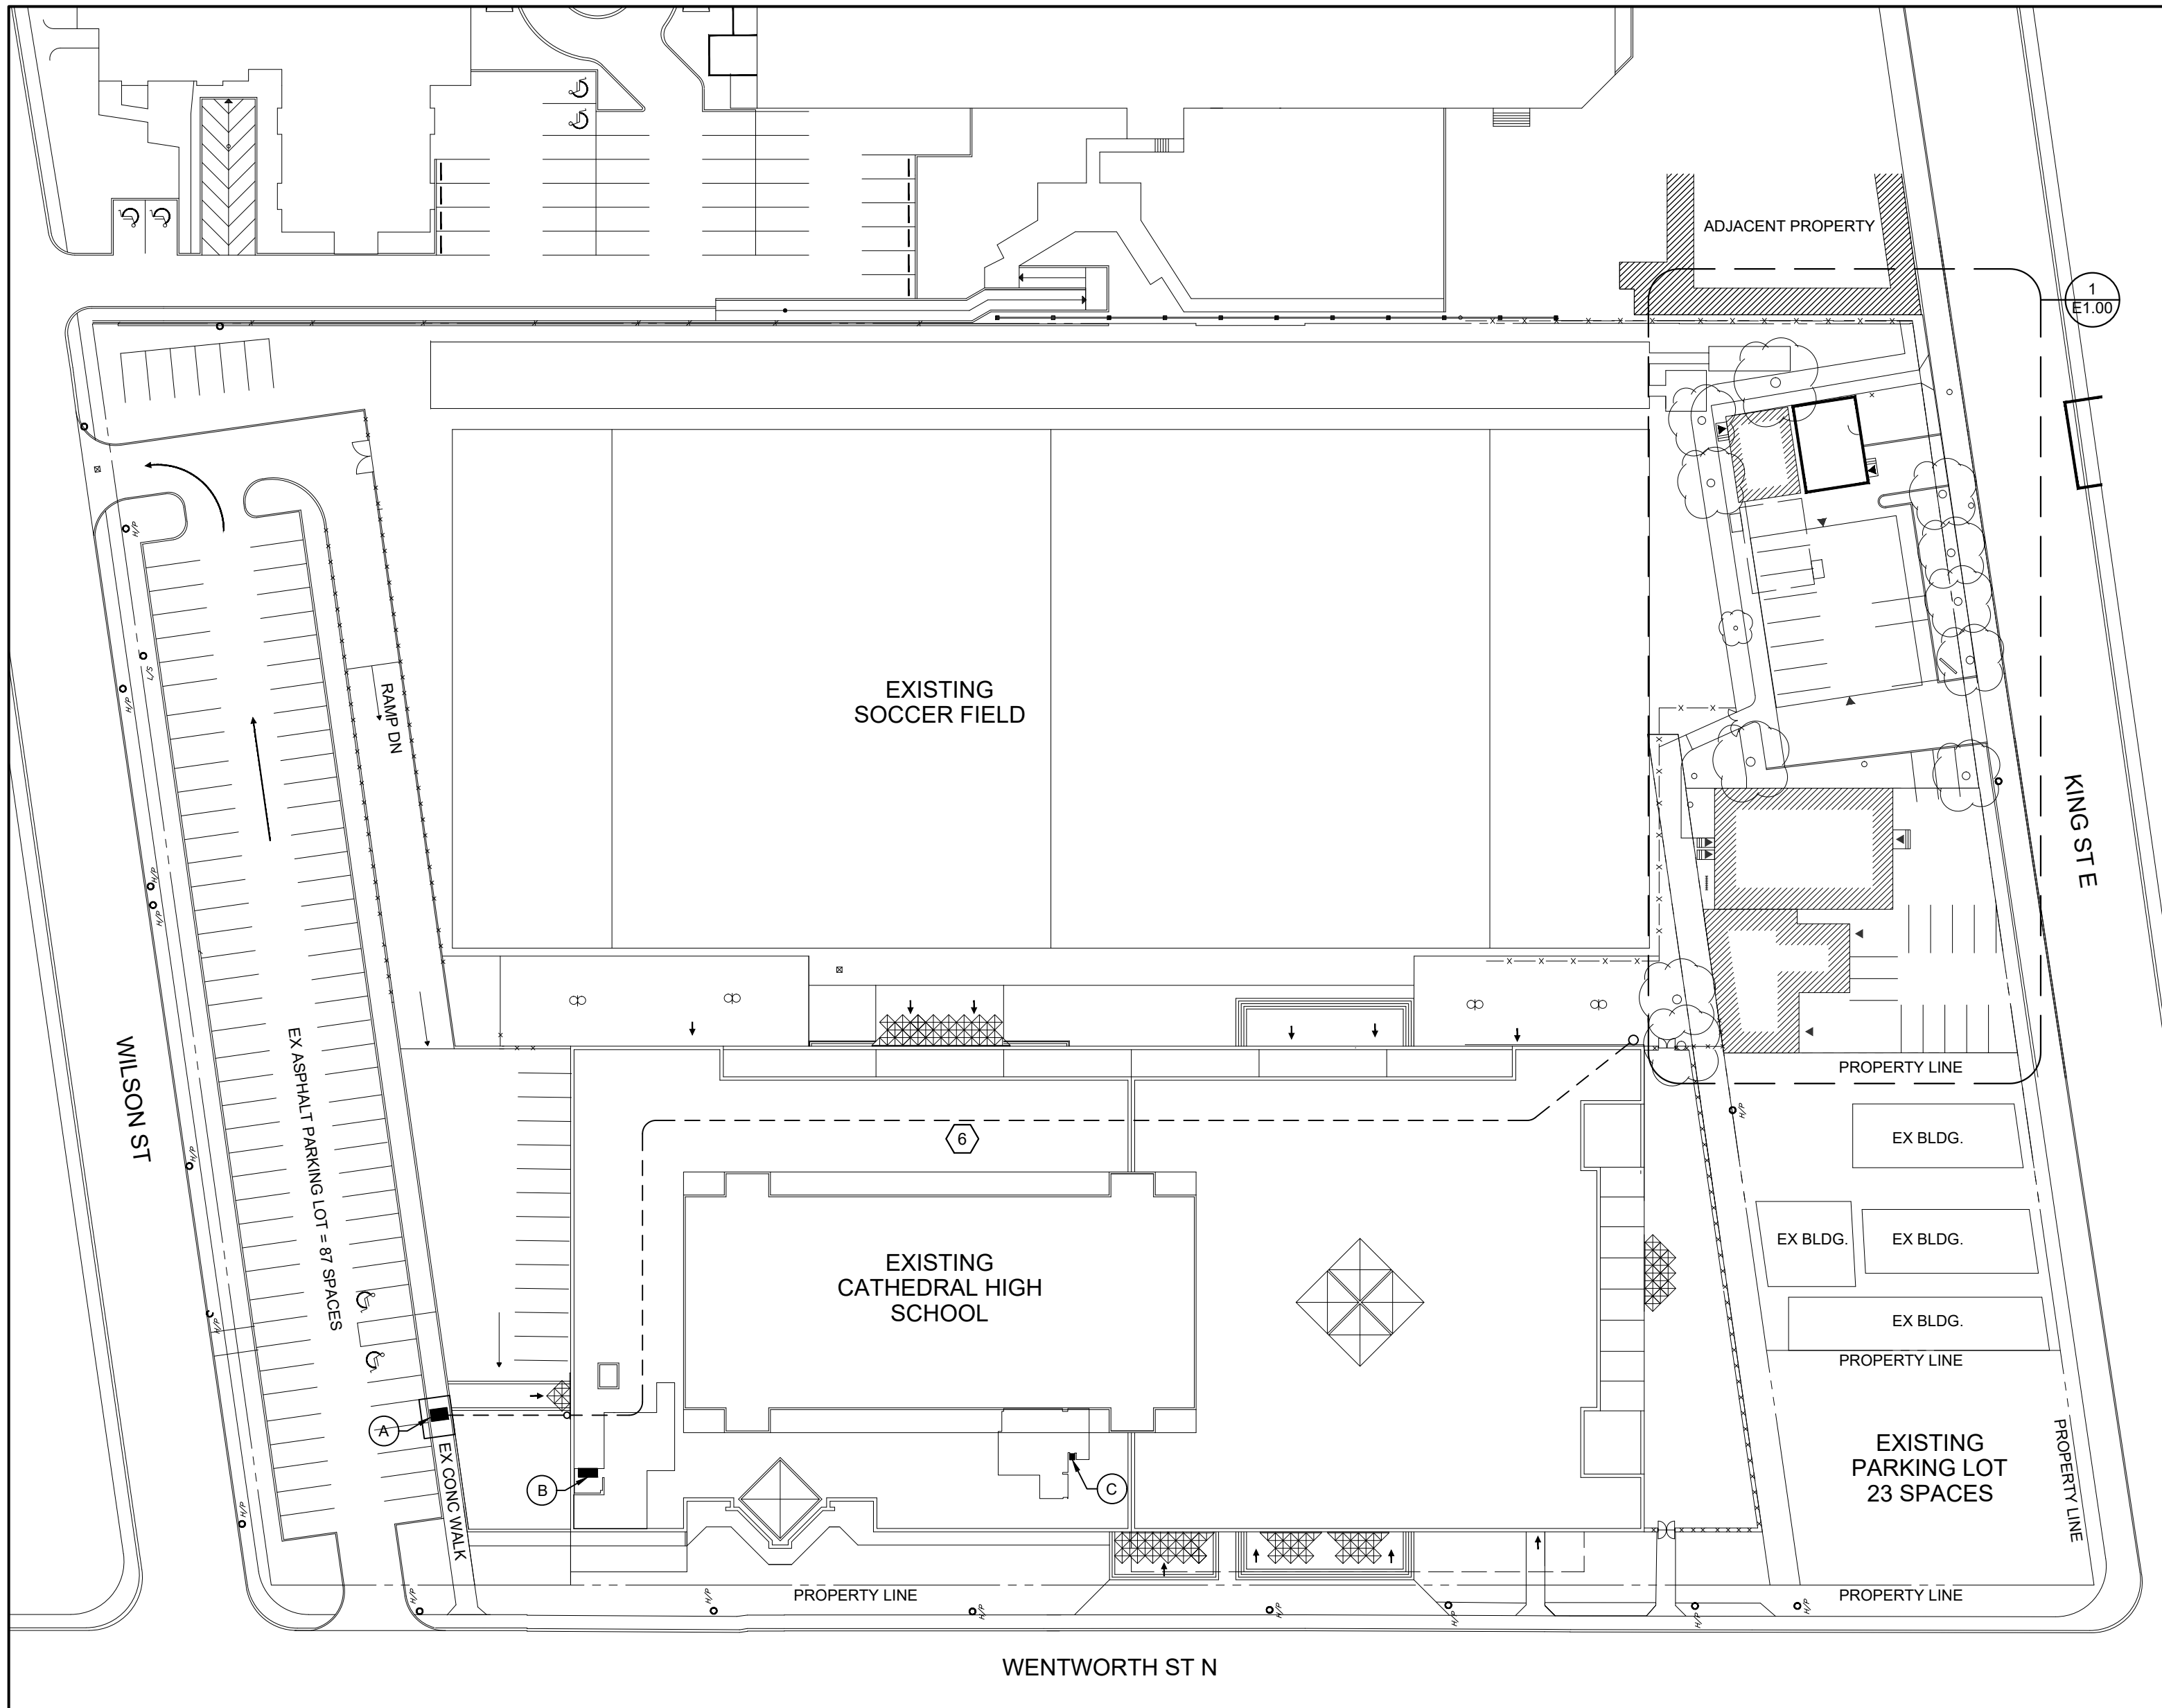 ADJACENT PROPERTY
1
E1.00
H/P
L/S
H/P
RAMP DN
EXISTING
SOCCER FIELD
KING ST E
H/P
H/P
WILSON ST
EX ASPHALT PARKING LOT = 87 SPACES
PROPERTY LINE
H/P
6
EX BLDG.
H/P
EX BLDG.
EX BLDG.
EXISTING
CATHEDRAL HIGH
SCHOOL
H/P
EX BLDG.
PROPERTY LINE
A
EX CONC WALK
B
C
EXISTING
PARKING LOT
23 SPACES
PROPERTY LINE
H/P
H/P
H/P
PROPERTY LINE
H/P
H/P
H/P
H/P
H/P
PROPERTY LINE
WENTWORTH ST N